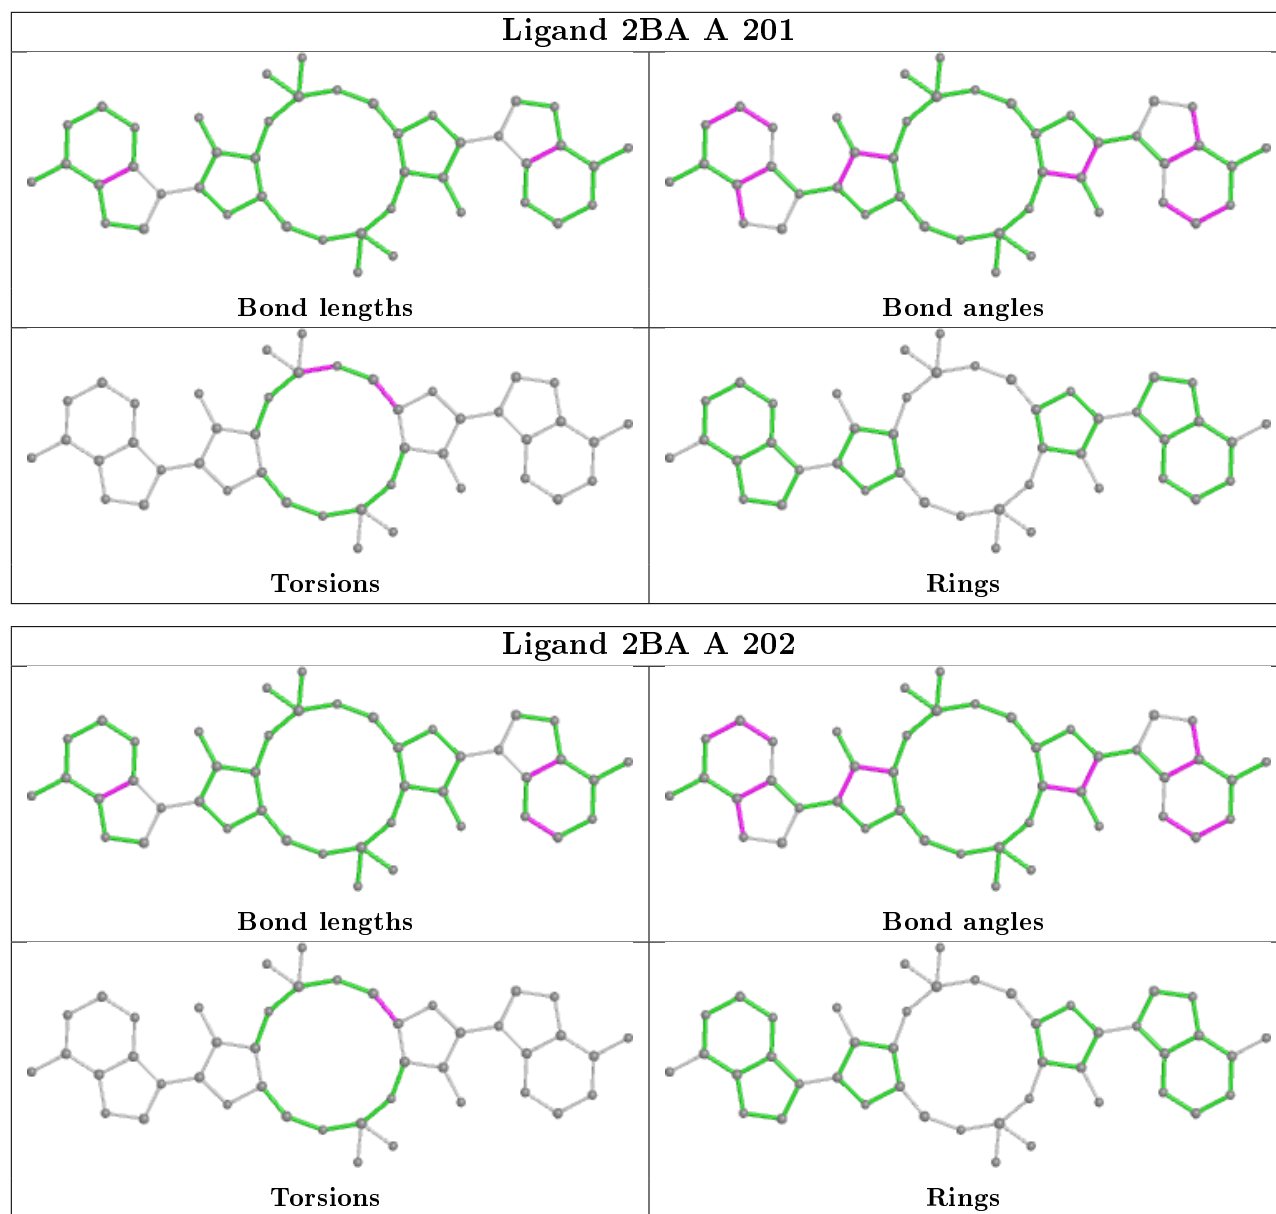 Ligand 2BA A 201
Bond lengths
Bond angles
Torsions
Rings
Ligand 2BA A 202
Bond lengths
Bond angles
Torsions
Rings